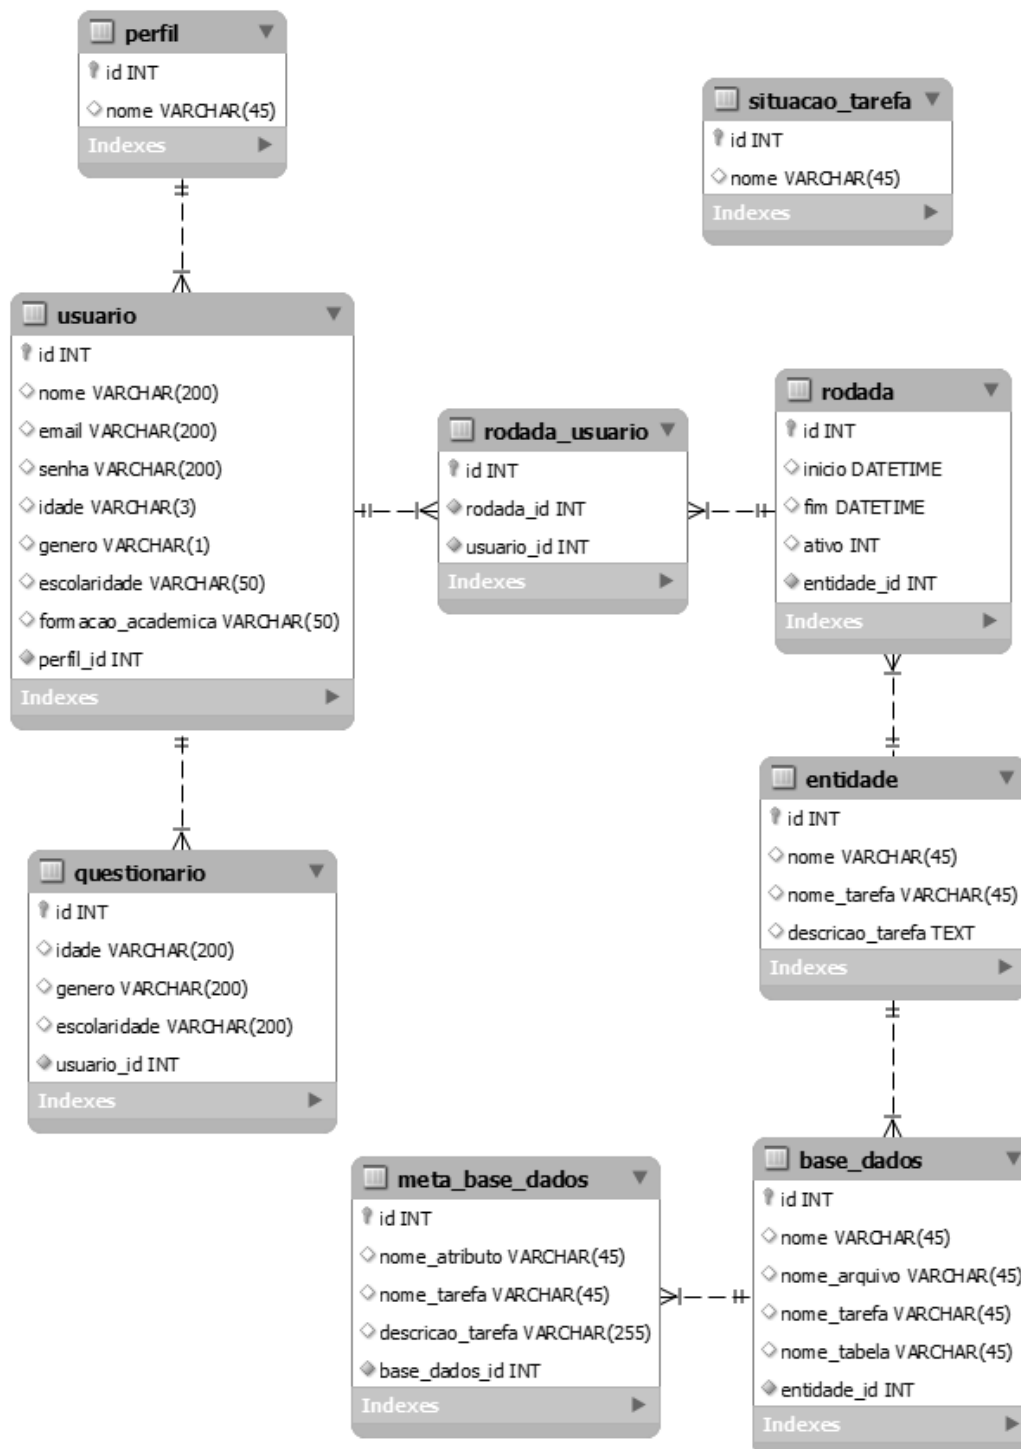 perfil
id INT
nome VARCHAR(45)
Indexes
situacao_tarefa
id INT
nome VARCHAR(45)
Indexes
usuario
id INT
nome VARCHAR(200)
email VARCHAR(200)
senha VARCHAR(200)
idade VARCHAR(3)
genero VARCHAR(1)
escolaridade VARCHAR(50)
formacao_academica VARCHAR(50)
perfil_id INT
Indexes
rodada_usuario
id INT
rodada_id INT
usuario_id INT
Indexes
rodada
id INT
inicio DATETIME
fim DATETIME
ativo INT
entidade_id INT
Indexes
entidade
id INT
nome VARCHAR(45)
nome_tarefa VARCHAR(45)
descricao_tarefa TEXT
Indexes
questionario
id INT
idade VARCHAR(200)
genero VARCHAR(200)
escolaridade VARCHAR(200)
usuario_id INT
Indexes
meta_base_dados
id INT
nome_atributo VARCHAR(45)
nome_tarefa VARCHAR(45)
descricao_tarefa VARCHAR(255)
base_dados_id INT
Indexes
base_dados
id INT
nome VARCHAR(45)
nome_arquivo VARCHAR(45)
nome_tarefa VARCHAR(45)
nome_tabela VARCHAR(45)
entidade_id INT
Indexes